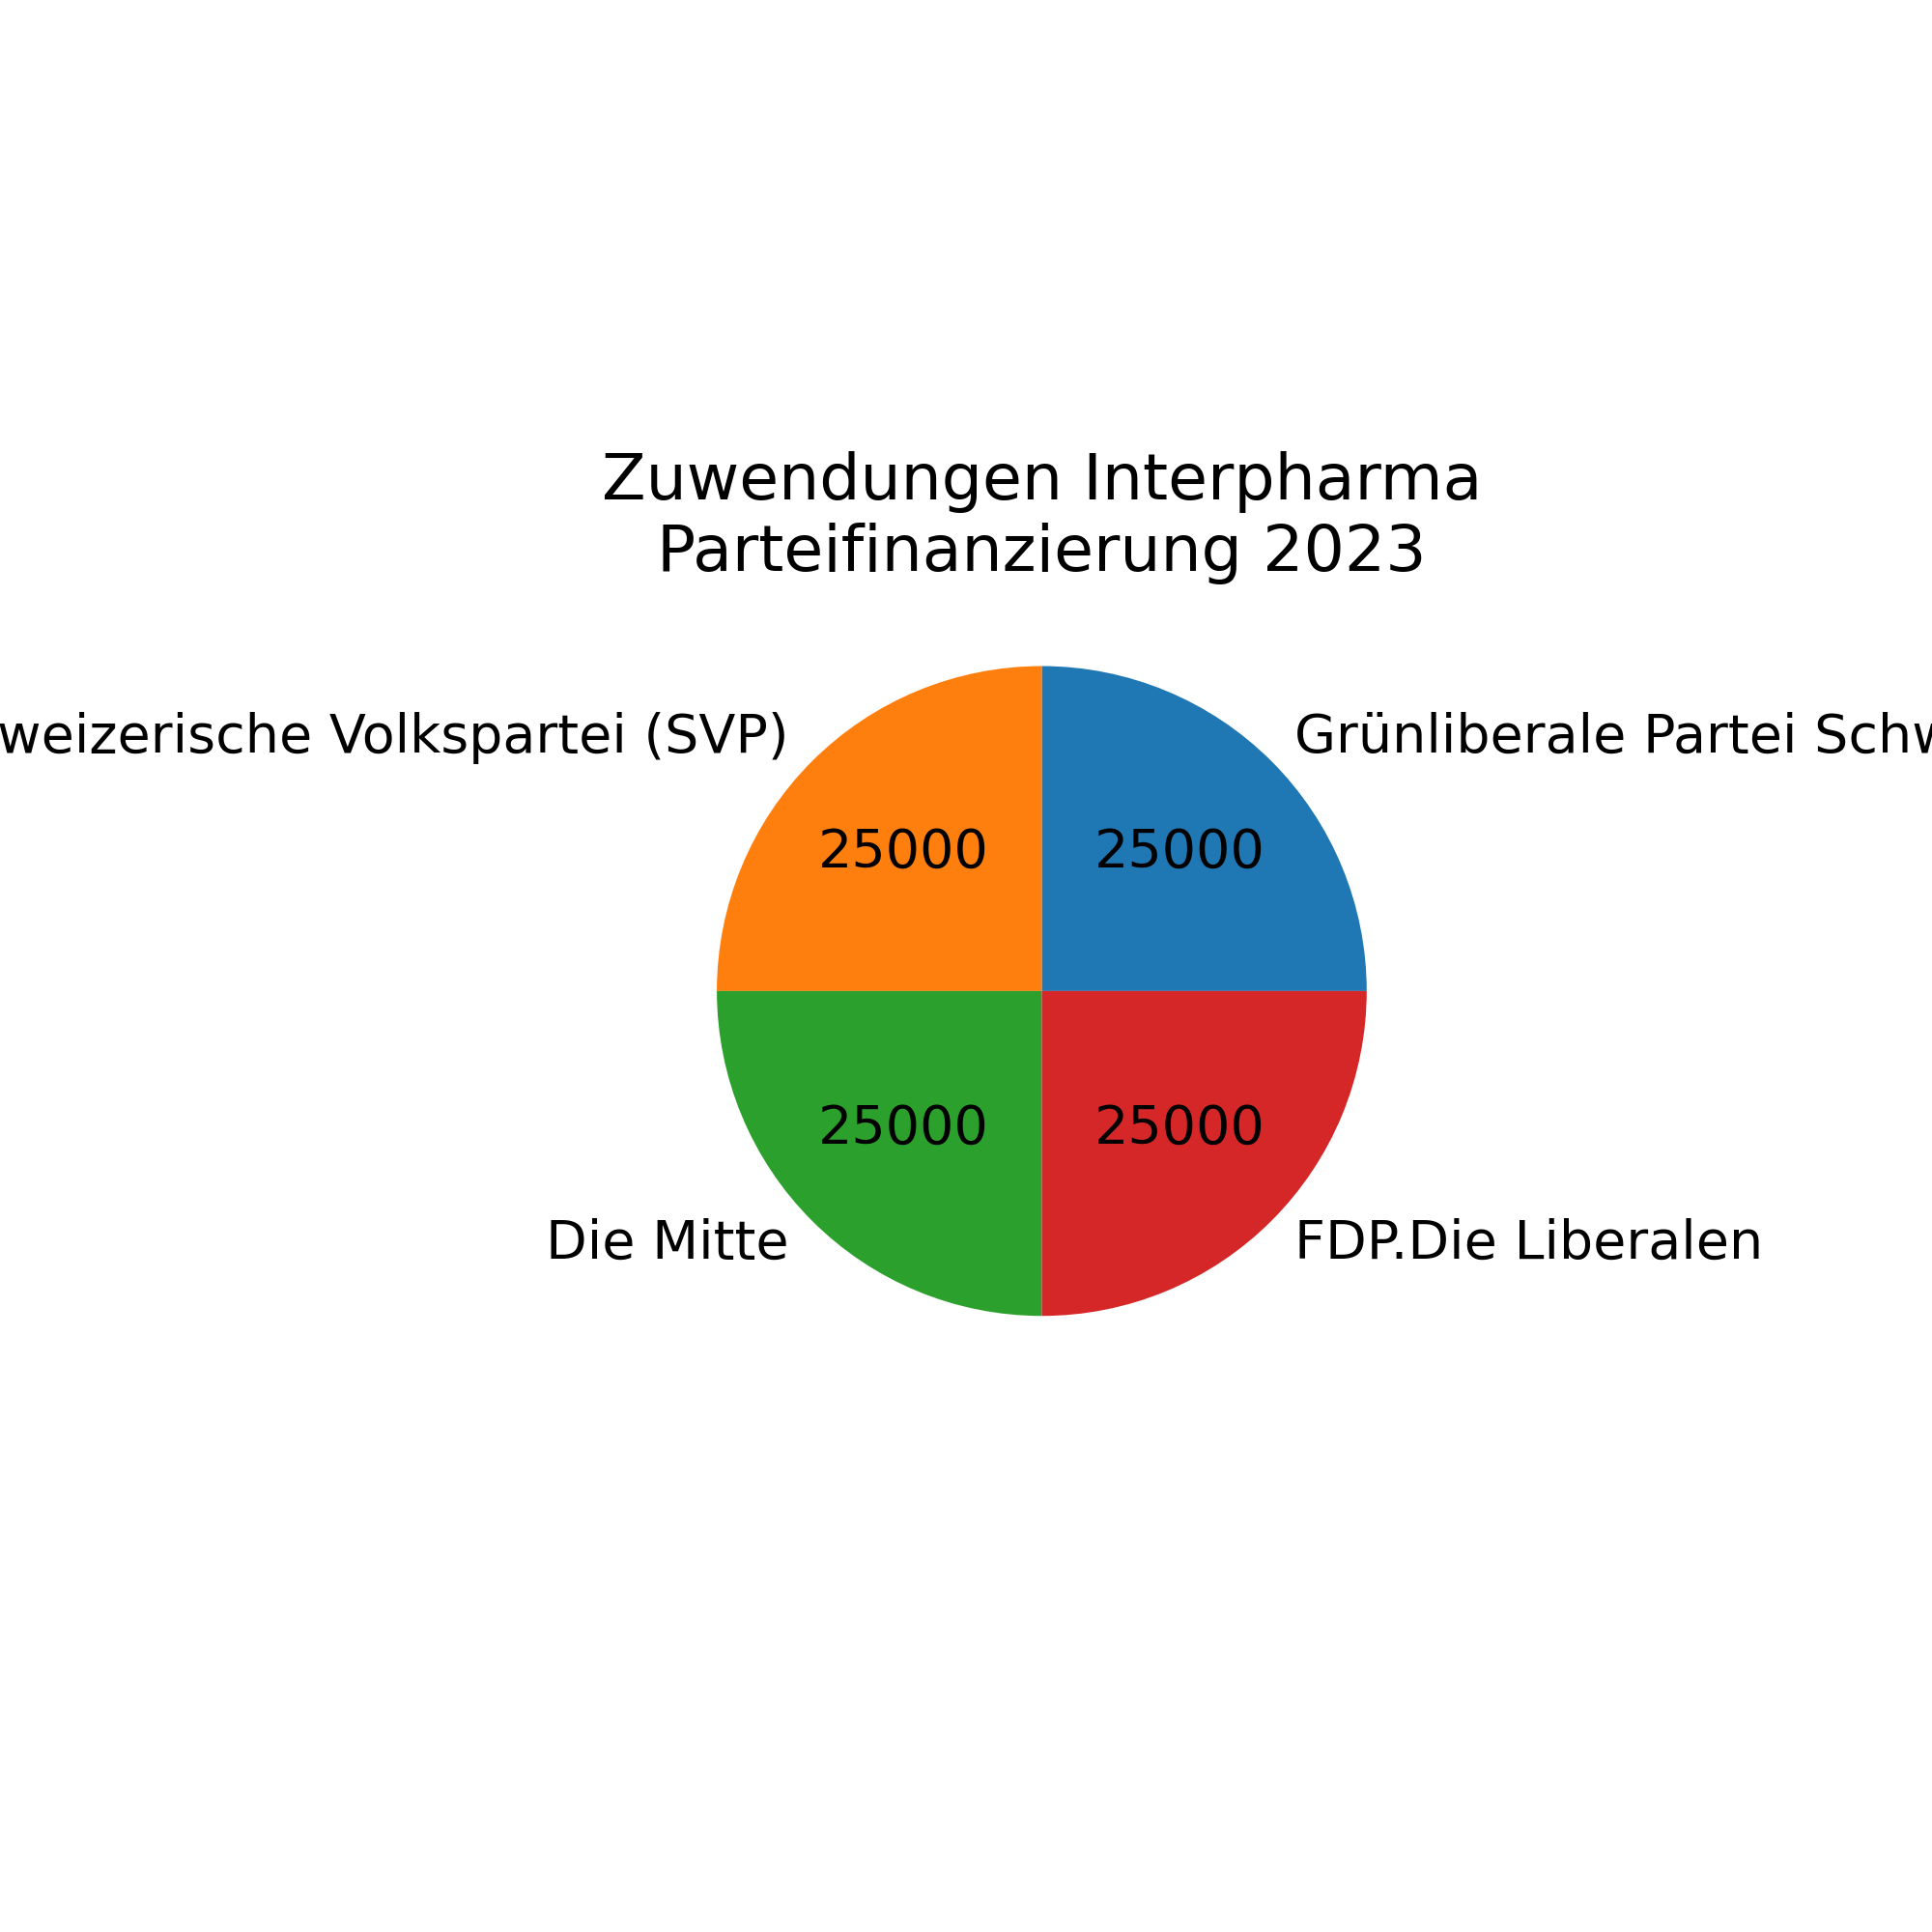 Zuwendungen Interpharma
Parteifinanzierung 2023
weizerische Volkspartei (SVP)
Grünliberale Partei Schw
25000
25000
25000
25000
Die Mitte
FDP.Die Liberalen